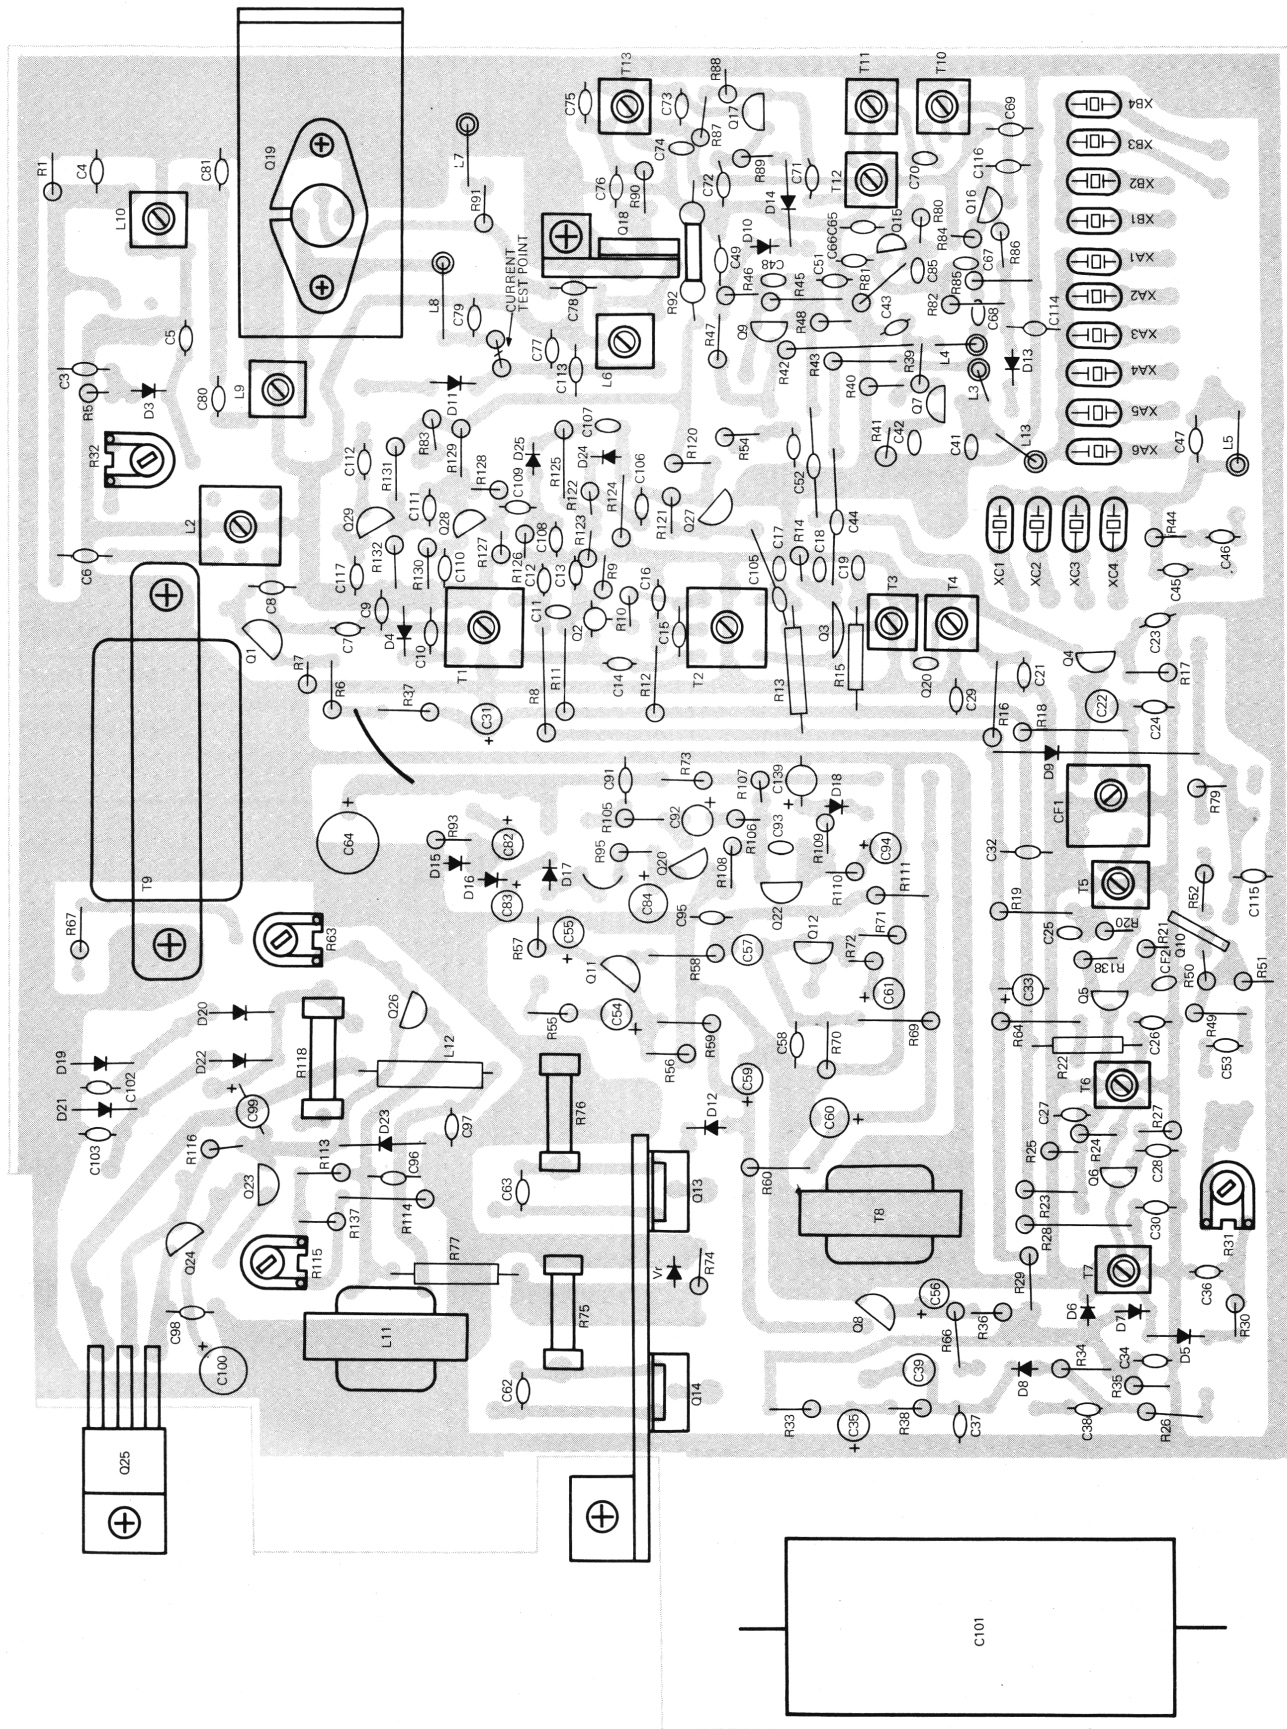 R1
C4
C81
L10
Q19
L7
R91
L8
CURRENT
TEST POINT
C79
C75
T13
C73
R88
Q17
R87
C74
R89
C72
C76
R90
Q18
C78
R92
C77
C113
L6
T11
T10
T12
C71
C70
C69
C116
D14
D10
C49
C48
R46
R45
C51
C66
C65
Q15
R80
R84
Q16
R86
C67
R85
C85
R81
R82
C68
C43
R48
Q9
R47
R42
R43
R39
R40
Q7
L4
L3
D13
C114
XB4
XB3
XB2
XB1
XA1
XA2
XA3
XA4
XA5
XA6
C5
C3
R5
D3
C80
L9
R32
L2
C6
D11
R83
R129
R131
C112
R128
C109
D25
R125
D24
C107
C106
R120
R54
R122
R124
R123
C108
R121
Q27
C52
C44
R41
C42
C41
L13
C47
L5
Q29
C111
Q28
R132
R130
C110
R127
R126
C117
C9
D4
C10
C7
C8
Q1
C12
C13
C11
Q2
R9
R10
C16
C15
C14
T1
T2
C105
C17
R14
C18
C19
Q3
R13
R15
T3
T4
Q20
C29
XC1
XC2
XC3
XC4
R44
C46
C45
C23
Q4
R17
C22
C24
C21
R16
R18
R7
R6
R37
C31
R8
R11
R12
T9
C64
R93
D15
D16
C82
C83
D17
C91
R105
R95
C92
Q20
C84
R73
R107
R106
R108
C139
C93
D18
R109
R110
C94
R111
Q22
C95
D9
CF1
R79
C32
T5
R19
C25
R20
R138
R21
CF2
Q10
R52
C115
R50
R51
R67
R63
R57
C55
Q11
R58
C57
Q12
R72
R71
C61
C33
Q5
D20
Q26
R55
C54
R59
R56
C58
R70
R69
R64
R22
C26
R49
C53
D19
C102
D22
R118
L12
D21
C103
C99
R116
D23
C97
R76
D12
C59
C60
T6
C27
R24
R27
R25
C28
Q6
R113
C96
Q23
R114
R137
C63
Q13
R60
T8
R23
R28
C30
R31
Q24
R115
R77
R75
Vr
R74
R29
T7
C36
C98
L11
Q8
C56
R66
R36
D6
D7
D5
R30
C100
C62
Q14
C39
D8
R34
C34
R35
R33
C35
R38
C37
C38
R26
Q25
C101